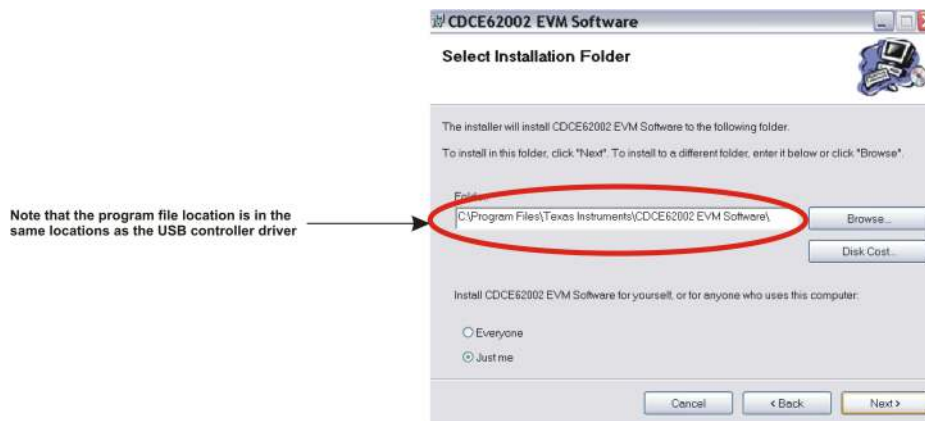 CDCE62002 EVM Software
Select Installation Folder
The installer will install CDCE62002 EVM Software to the following folder.
To install in this folder, click "Next". To install to a different folder, enter it below or click "Browse".
Folder:
C:\Program Files\Texas Instruments\CDCE62002 EVM Software\
Browse...
Disk Cost...
Note that the program file location is in the
same locations as the USB controller driver
Install CDCE62002 EVM Software for yourself, or for anyone who uses this computer:
Everyone
Just me
Cancel
< Back
Next >